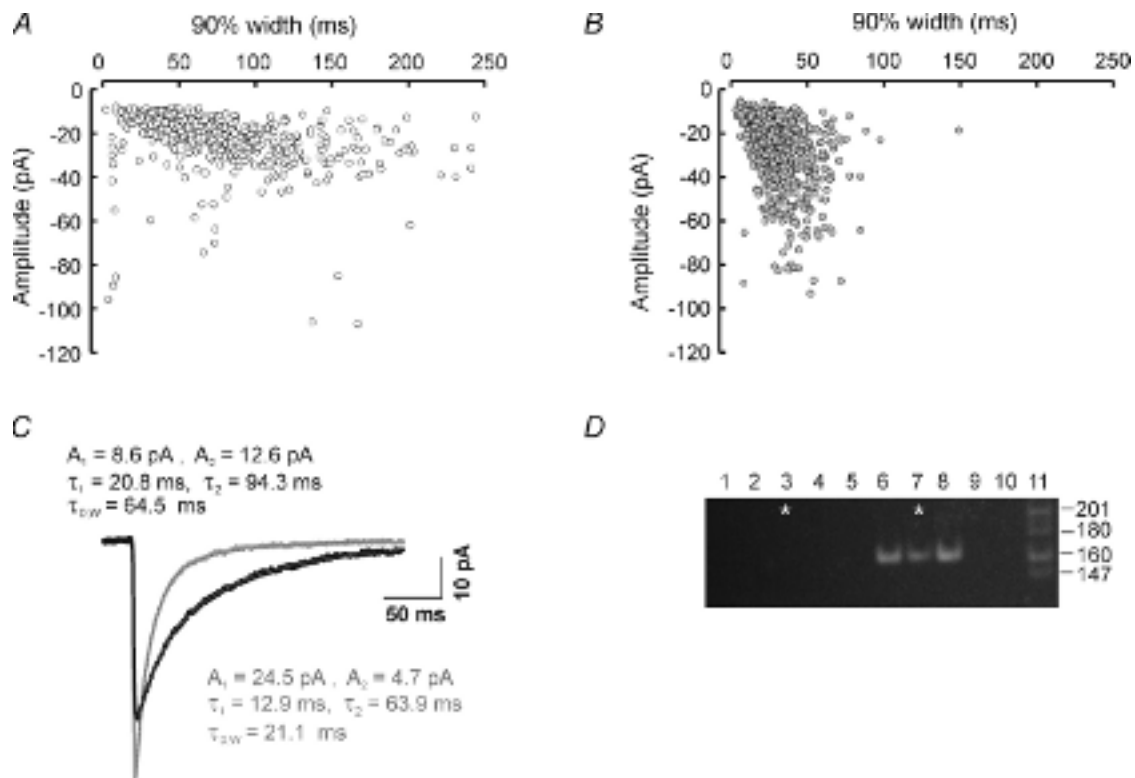 A
90% width (ms)
0 50 100 150 200 250
Amplitude (pA)
0
-20
-40
-60
-80
-100
-120
B
90% width (ms)
0 50 100 150 200 250
Amplitude (pA)
0
-20
-40
-60
-80
-100
-120
C
A₁ = 8.6 pA , A₂ = 12.6 pA
τ₁ = 20.8 ms, τ₂ = 94.3 ms
= 64.5 ms
10 pA
50 ms
A₁ = 24.5 pA , A₂ = 4.7 pA
τ₁ = 12.9 ms, τ₂ = 63.9 ms
= 21.1 ms
D
1 2 3 4 5 6 7 8 9 10 11
* *
201
180
160
147